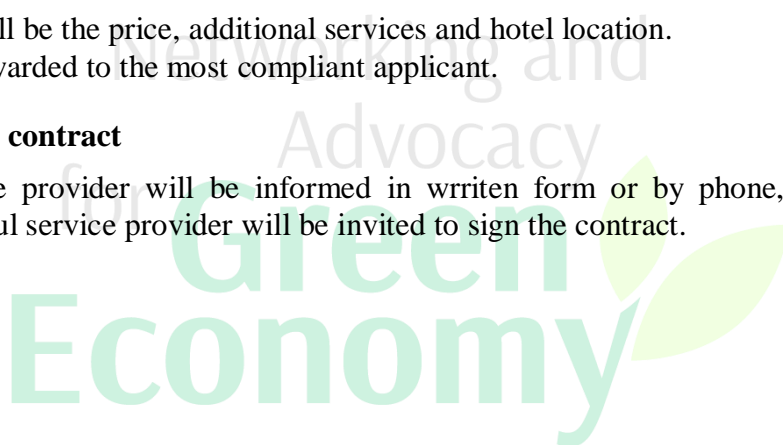 ll be the price, additional services and hotel location.
warded to the most compliant applicant.
contract
e provider will be informed in wrriten form or by phone,
ul service provider will be invited to sign the contract.
Networking and
Advocacy
for Green
Economy